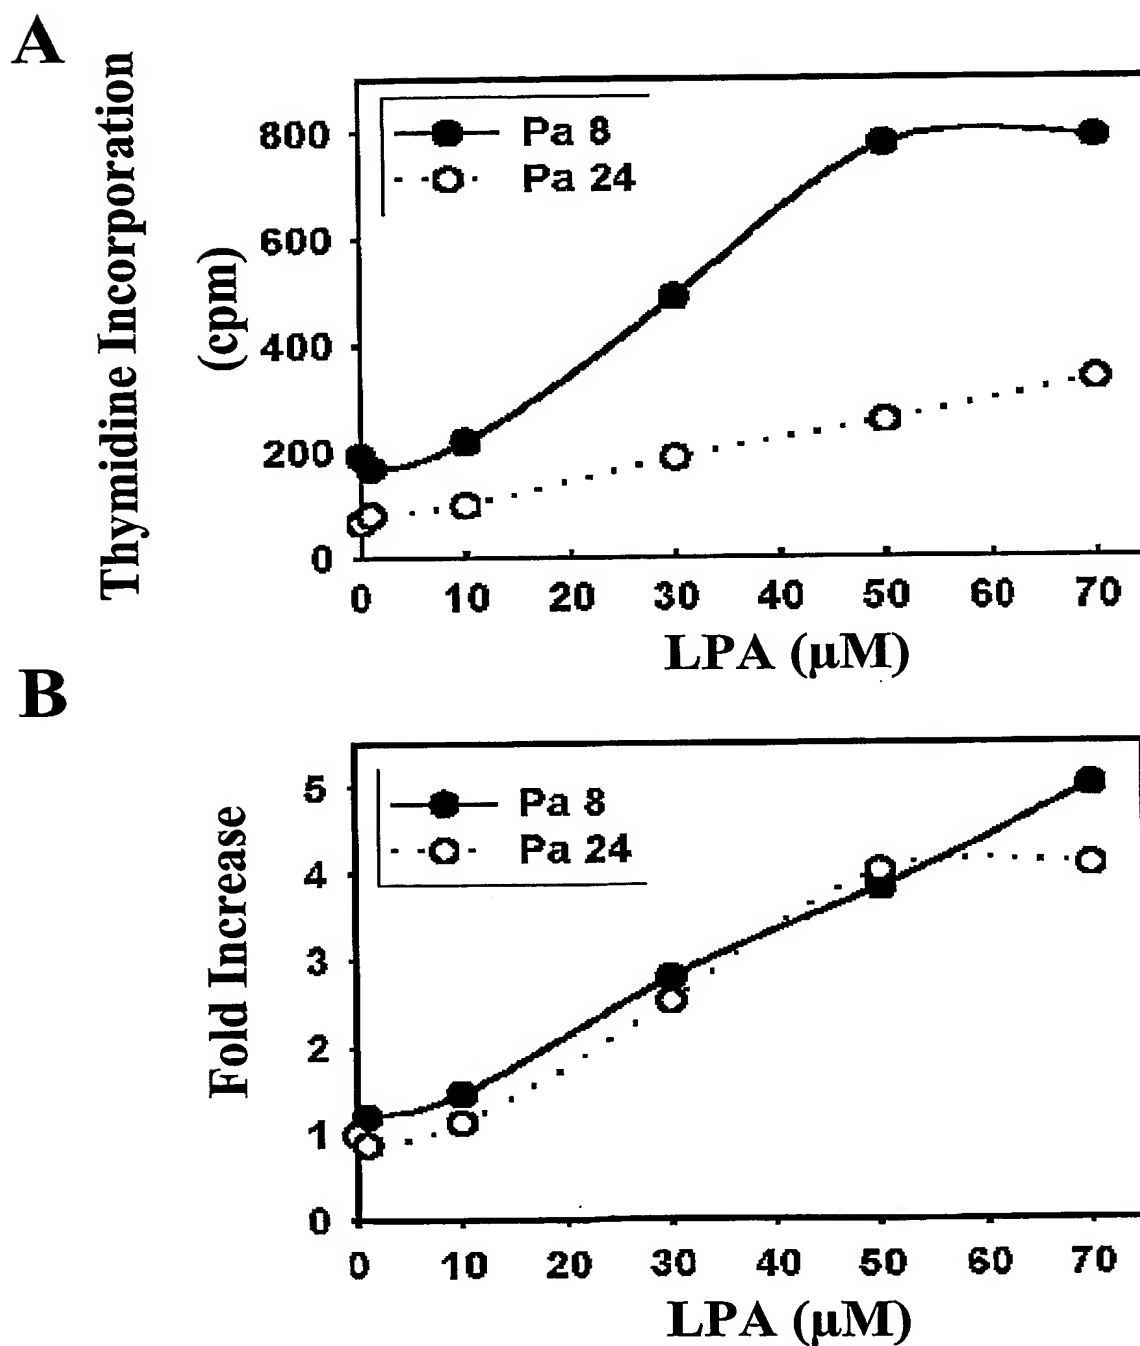 A
Thymidine Incorporation
(cpm)
Pa 8
Pa 24
800
600
400
200
0
0 10 20 30 40 50 60 70
LPA (μM)
B
Fold Increase
Pa 8
Pa 24
5
4
3
2
1
0
0 10 20 30 40 50 60 70
LPA (μM)